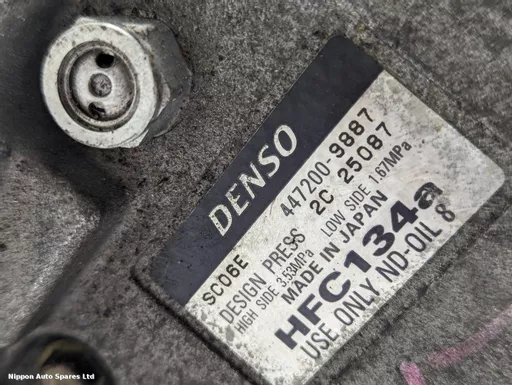 DENSO
447200-9887
SC06E 2C 25087
DESIGN PRESS
HIGH SIDE 3.53MPa LOW SIDE 1.67MPa
MADE IN JAPAN
HFC134a
USE ONLY ND-OIL 8
Nippon Auto Spares Ltd